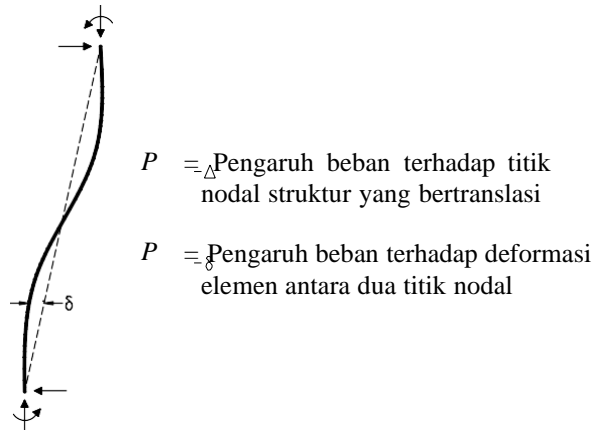 P-Δ = Pengaruh beban terhadap titik
nodal struktur yang bertranslasi
P-δ = Pengaruh beban terhadap deformasi
elemen antara dua titik nodal
δ